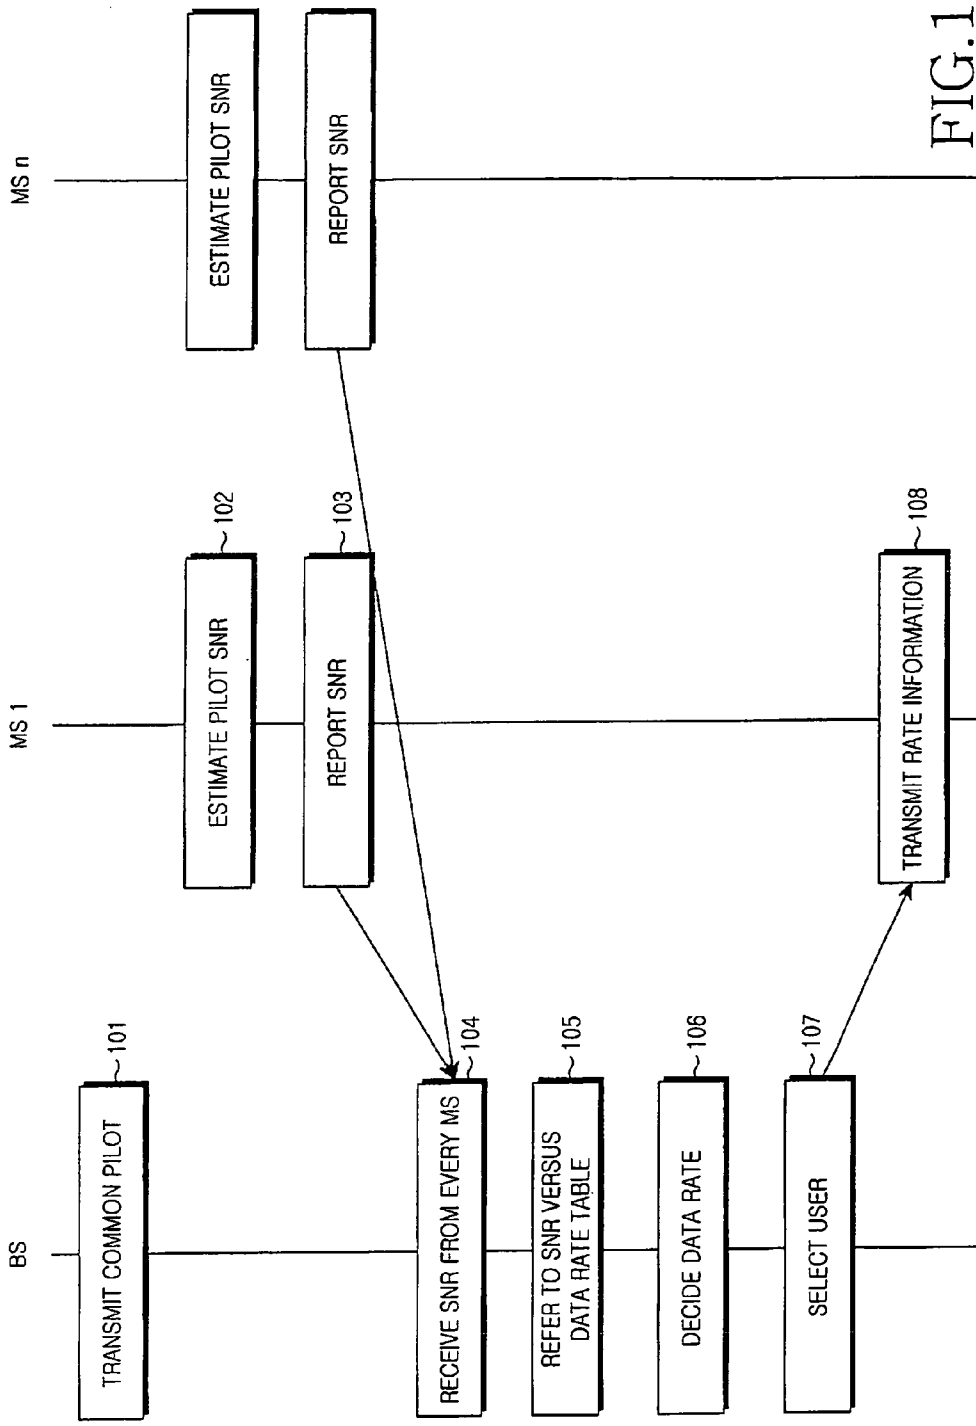 BS
MS 1
MS n
TRANSMIT COMMON PILOT
101
ESTIMATE PILOT SNR
102
ESTIMATE PILOT SNR
REPORT SNR
103
REPORT SNR
RECEIVE SNR FROM EVERY MS
104
REFER TO SNR VERSUS
DATA RATE TABLE
105
DECIDE DATA RATE
106
SELECT USER
107
TRANSMIT RATE INFORMATION
108
FIG.1